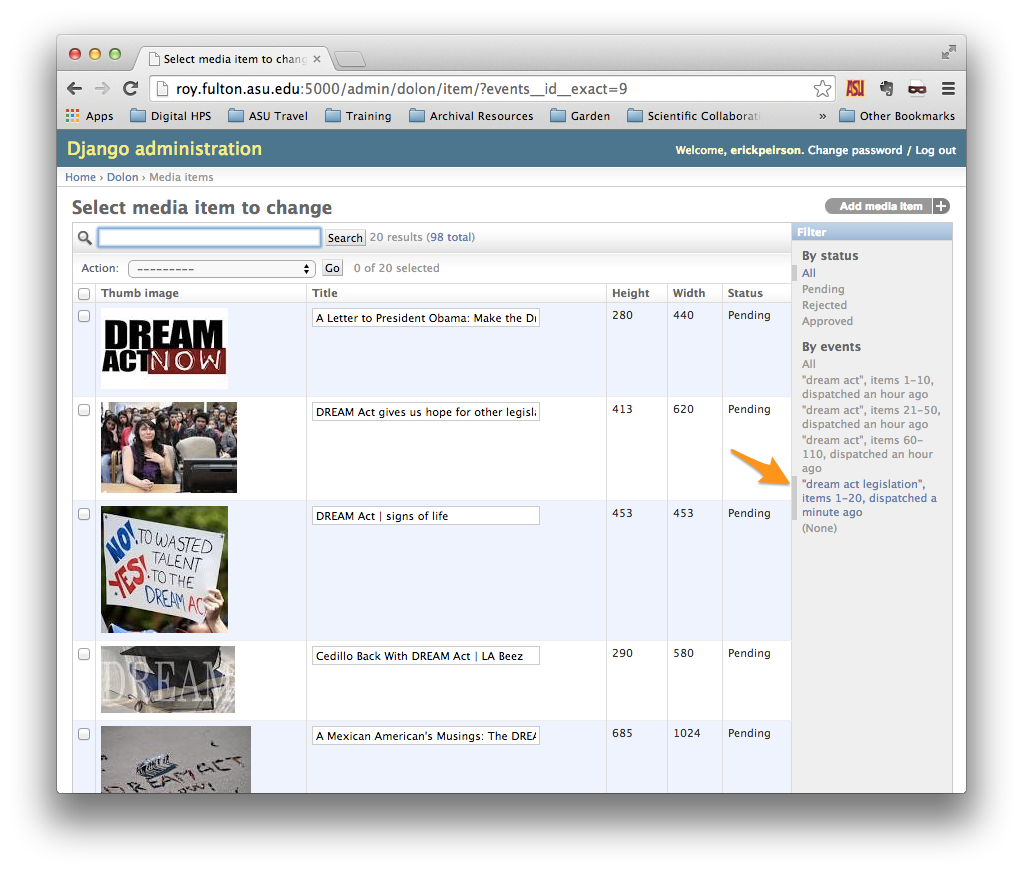 Select media item to chan
roy.fulton.asu.edu:5000/admin/dolon/item/?events__id__exact=9
ASU
Apps Digital HPS ASU Travel Training Archival Resources Garden Scientific Collaborati » Other Bookmarks
Django administration
Welcome, erickpeirson. Change password / Log out
Home › Dolon › Media items
Select media item to change
Add media item +
Search 20 results (98 total)
Action: --------- Go 0 of 20 selected
Thumb image Title Height Width Status
DREAM
ACT NOW
A Letter to President Obama: Make the Dr 280 440 Pending
DREAM Act gives us hope for other legisla 413 620 Pending
NO! TO WASTED
TALENT
YES! TO THE
DREAM AC
DREAM Act | signs of life 453 453 Pending
DREAM
Cedillo Back With DREAM Act | LA Beez 290 580 Pending
DREAM ACT
A Mexican American's Musings: The DREA 685 1024 Pending
Filter
By status
All
Pending
Rejected
Approved
By events
All
"dream act", items 1-10,
dispatched an hour ago
"dream act", items 21-50,
dispatched an hour ago
"dream act", items 60-
110, dispatched an hour
ago
"dream act legislation",
items 1-20, dispatched a
minute ago
(None)